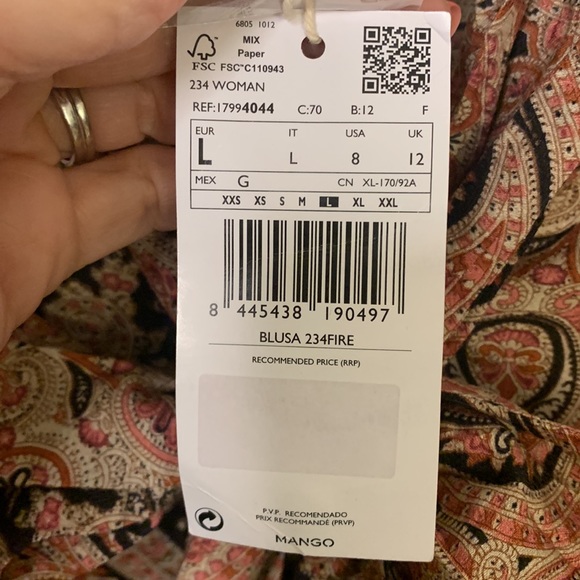 6805 1012
MIX
Paper
FSC FSC™C110943
234 WOMAN
REF:17994044 C:70 B:12 F
EUR IT USA UK
L L 8 12
MEX G CN XL-170/92A
XXS XS S M L XL XXL
8 445438 190497
BLUSA 234FIRE
RECOMMENDED PRICE (RRP)
P.V.P. RECOMENDADO
PRIX RECOMMANDÉ (PRVP)
MANGO